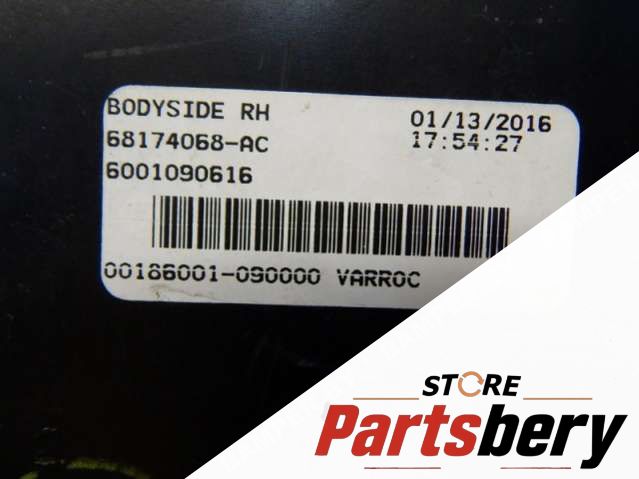 BODYSIDE RH
01/13/2016
68174068-AC
17:54:27
6001090616
00186001-090000 VARROC
STORE
Partsbery